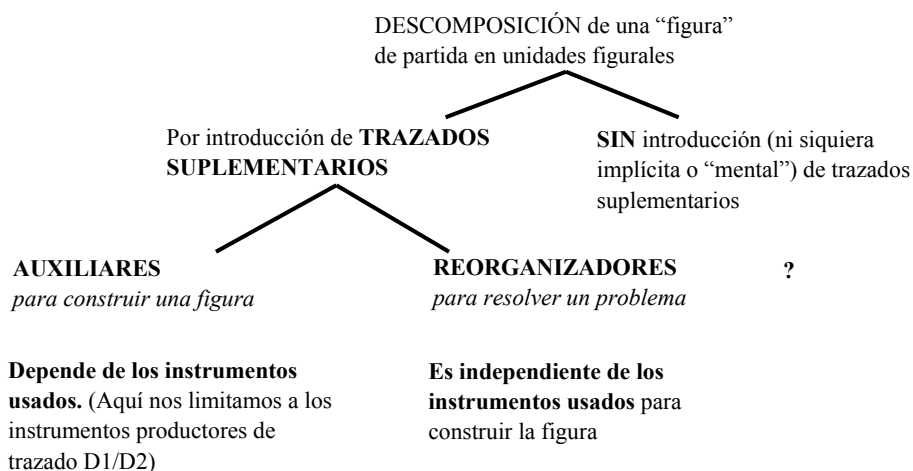 DESCOMPOSICIÓN de una “figura”
de partida en unidades figurales
Por introducción de TRAZADOS
SUPLEMENTARIOS
SIN introducción (ni siquiera
implícita o “mental”) de trazados
suplementarios
AUXILIARES
para construir una figura
REORGANIZADORES
para resolver un problema
?
Depende de los instrumentos
usados. (Aquí nos limitamos a los
instrumentos productores de
trazado D1/D2)
Es independiente de los
instrumentos usados para
construir la figura